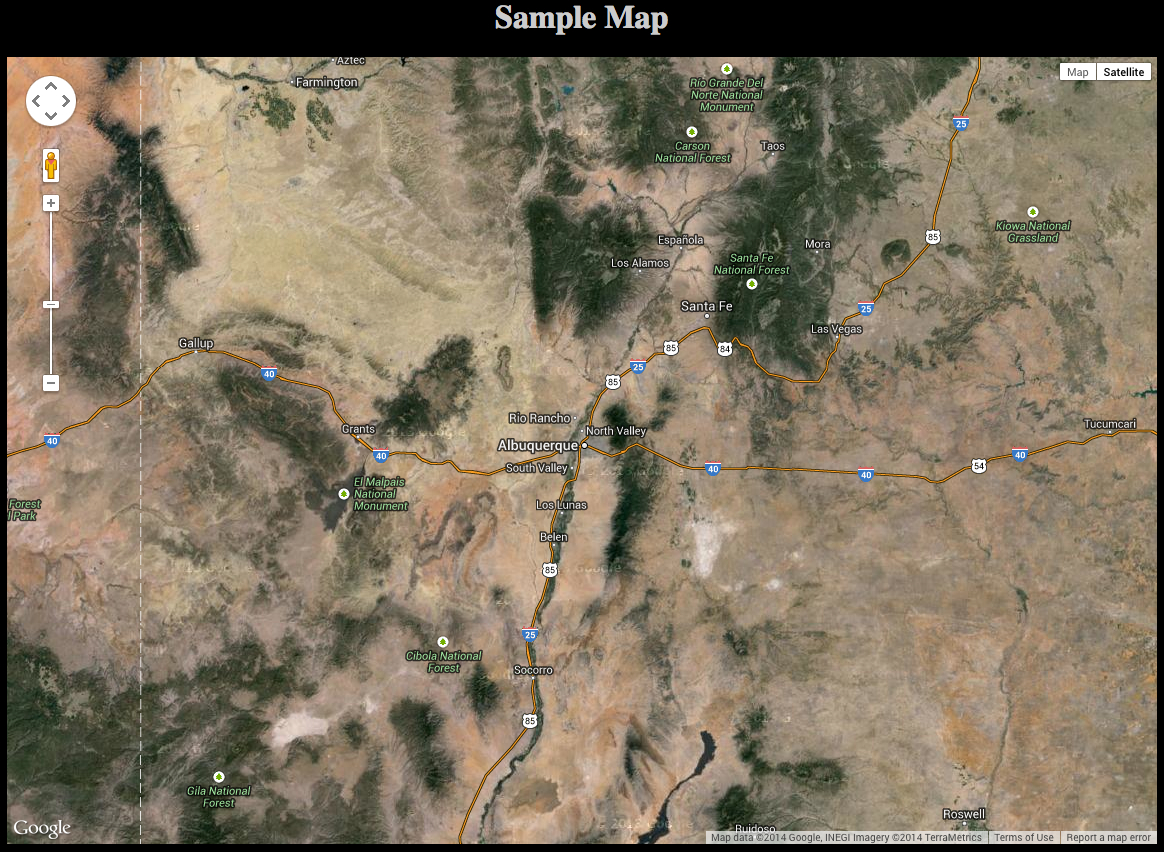 Sample Map
Aztec
Farmington
Rio Grande Del
Norte National
Monument
Map
Satellite
25
Carson
National Forest
Taos
Kiowa National
Grassland
85
Española
Mora
Los Alamos
Santa Fe
National Forest
Santa Fe
25
Las Vegas
Gallup
85
84
25
40
85
Rio Rancho
Tucumcari
Grants
North Valley
40
Albuquerque
40
40
South Valley
40
40
54
El Malpais
National
Monument
Forest
l Park
Los Lunas
Belen
85
25
Cibola National
Forest
Socorro
85
Gila National
Forest
Roswell
Google
Ruidoso
Map data ©2014 Google, INEGI Imagery ©2014 TerraMetrics
Terms of Use
Report a map error